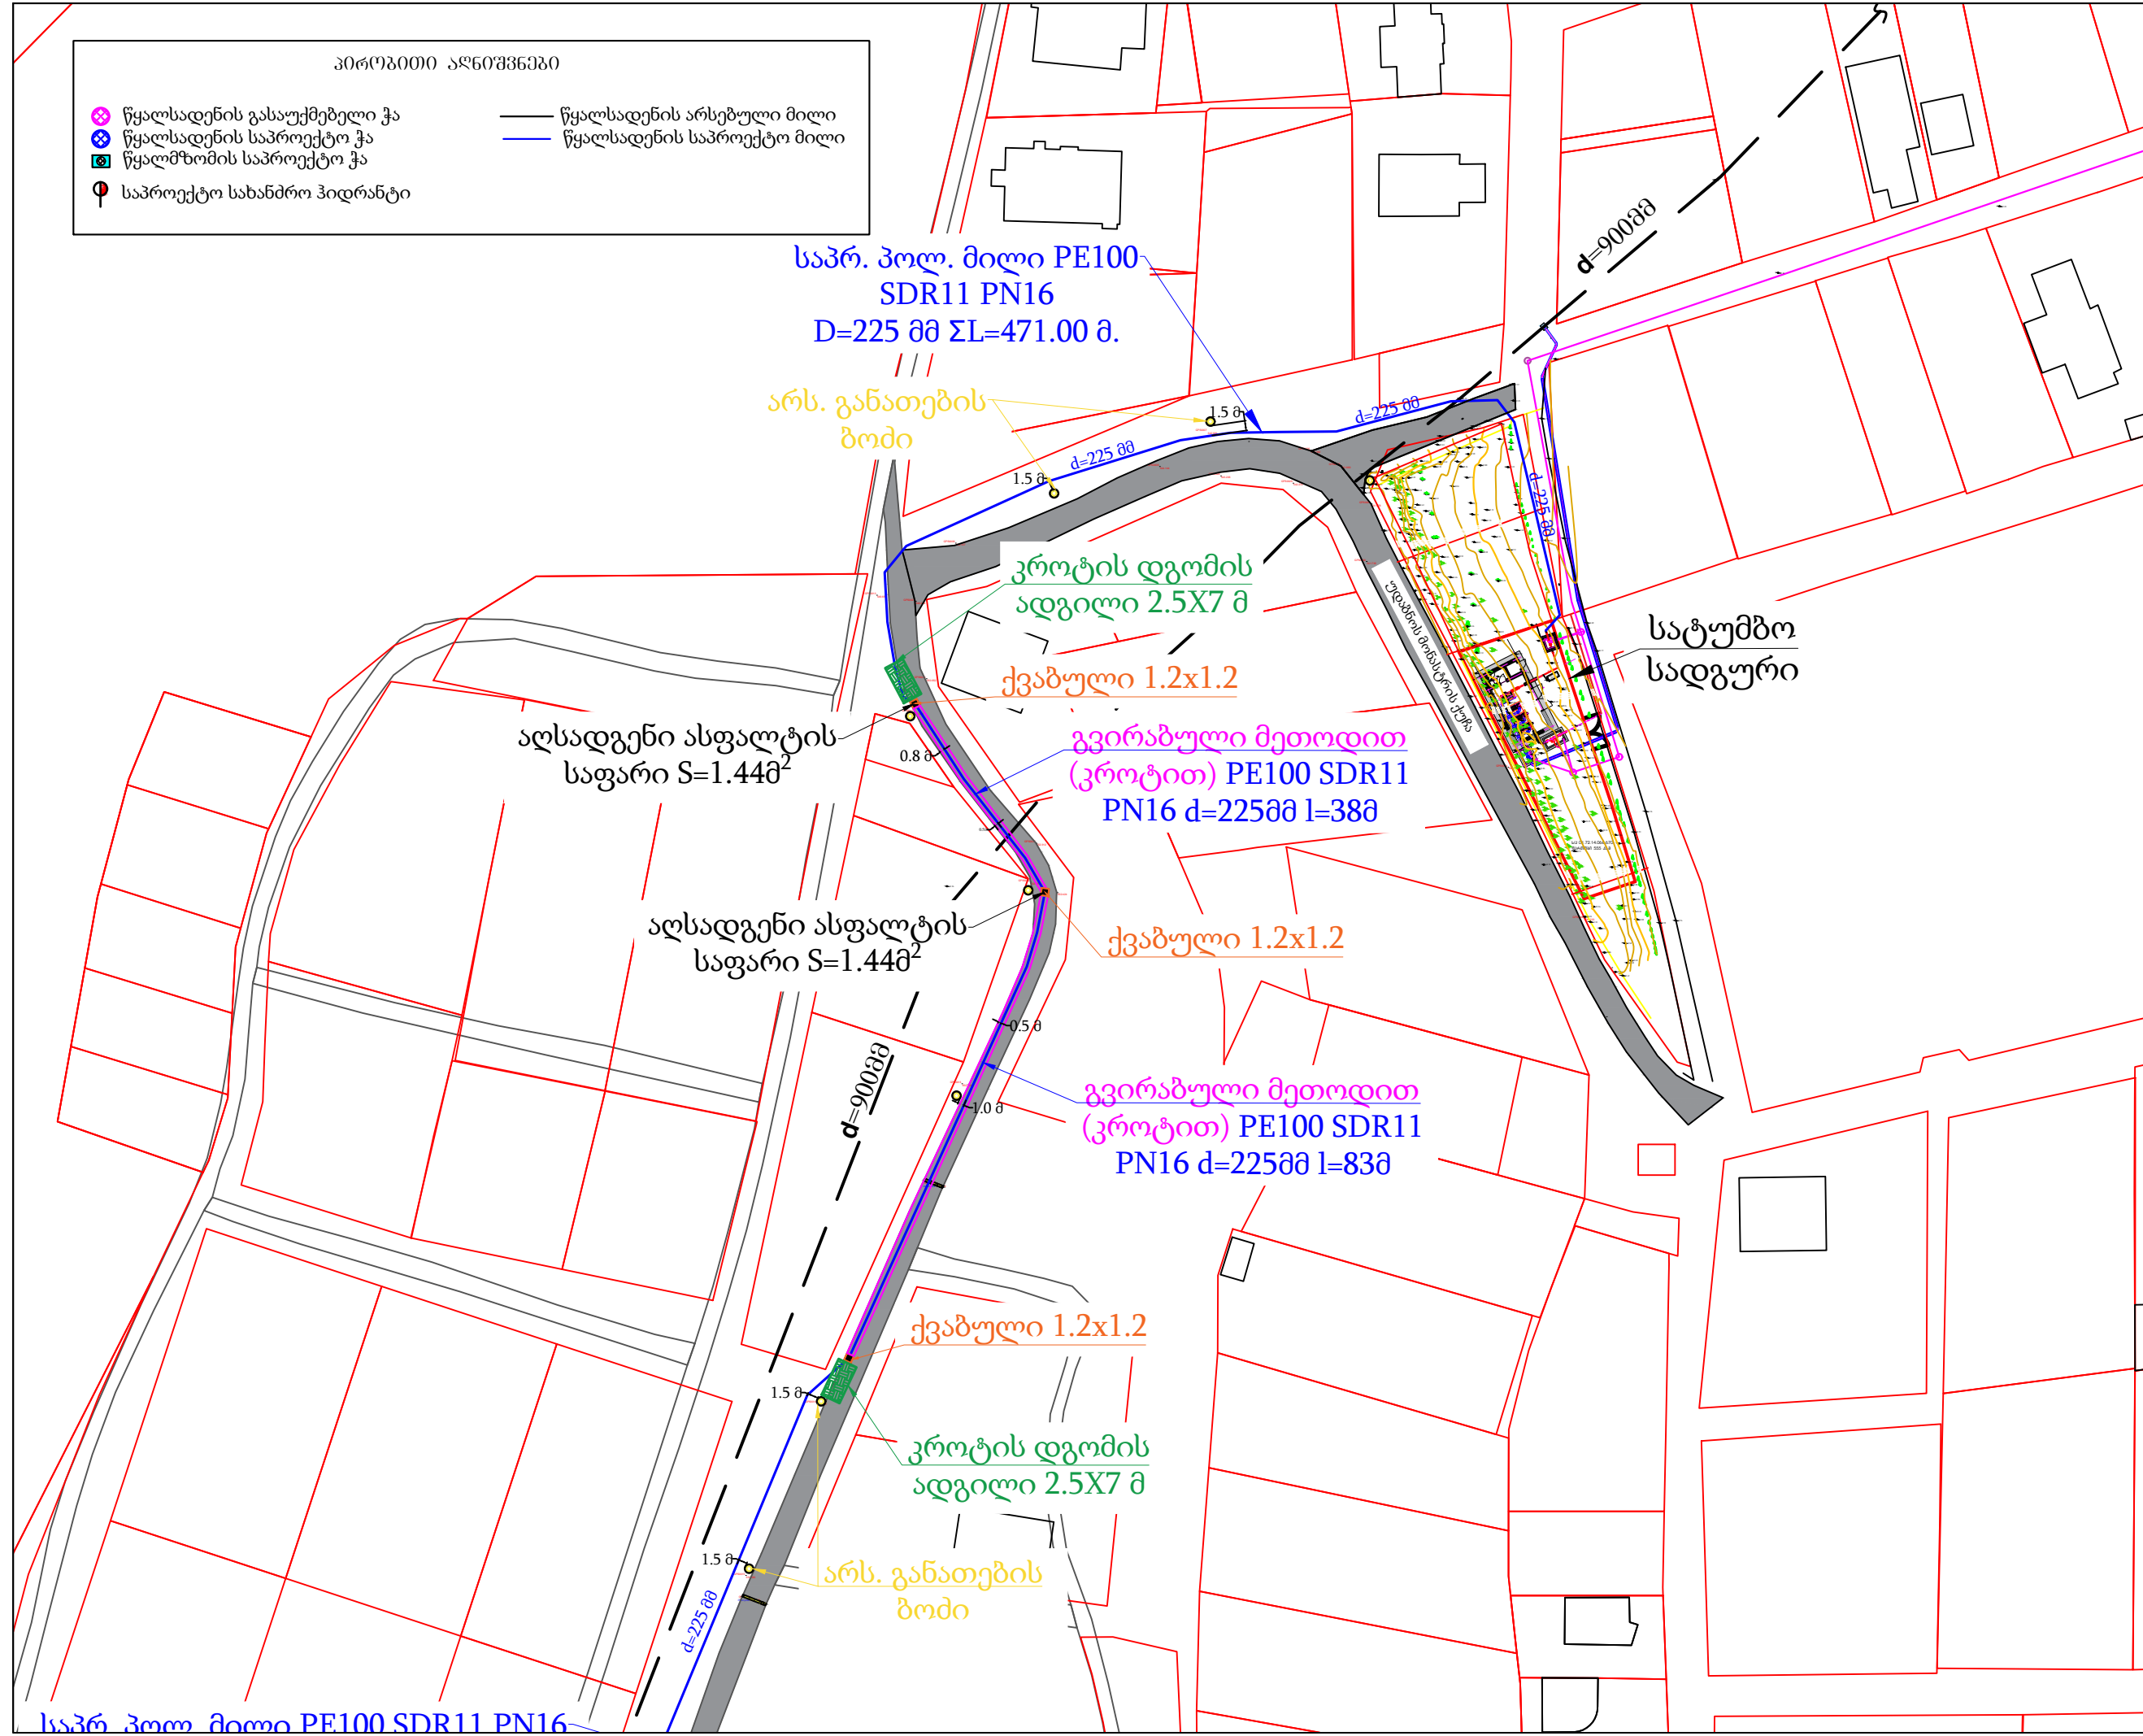 ᲞᲘᲠᲝᲑᲘᲗᲘ ᲐᲦᲜᲘᲨᲕᲜᲔᲑᲘ
წყალსადენის გასაუქმებელი ჭა
წყალსადენის საპროექტო ჭა
წყალმზომის საპროექტო ჭა
საპროექტო სახანძრო ჰიდრანტი
წყალსადენის არსებული მილი
წყალსადენის საპროექტო მილი
საპრ. პოლ. მილი PE100
SDR11 PN16
D=225 მმ ΣL=471.00 მ.
d=900მმ
არს. განათების
ბოძი
1.5 მ
d=225 მმ
d=225 მმ
1.5 მ
d=225 მმ
კროტის დგომის
ადგილი 2.5X7 მ
უდაბნოს მონასტრის ქუჩა
სატუმბო
სადგური
ქვაბული 1.2x1.2
აღსადგენი ასფალტის
საფარი S=1.44მ²
0.8 მ
გვირაბული მეთოდით
(კროტით) PE100 SDR11
PN16 d=225მმ l=38მ
აღსადგენი ასფალტის
საფარი S=1.44მ²
ქვაბული 1.2x1.2
0.5 მ
d=900მმ
1.0 მ
გვირაბული მეთოდით
(კროტით) PE100 SDR11
PN16 d=225მმ l=83მ
ქვაბული 1.2x1.2
1.5 მ
კროტის დგომის
ადგილი 2.5X7 მ
1.5 მ
არს. განათების
ბოძი
d=225 მმ
საპრ. პოლ. მილი PE100 SDR11 PN16